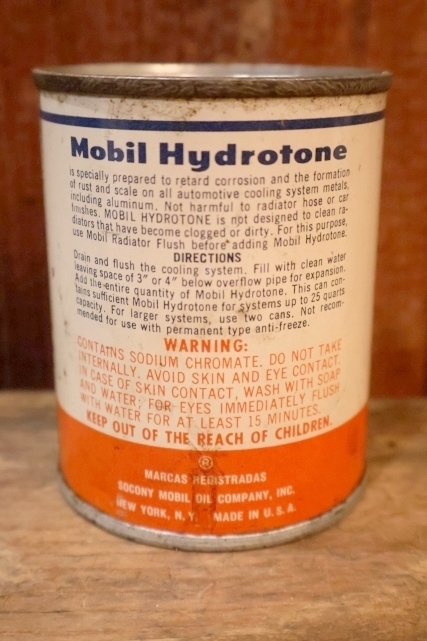 Mobil Hydrotone
is specially prepared to retard corrosion and the formation
of rust and scale on all automotive cooling system metals,
including aluminum. Not harmful to radiator hose or car
finishes. MOBIL HYDROTONE is not designed to clean ra-
diators that have become clogged or dirty. For this purpose,
use Mobil Radiator Flush before adding Mobil Hydrotone.
DIRECTIONS
Drain and flush the cooling system. Fill with clean water
leaving space of 3" or 4" below overflow pipe for expansion.
Add the entire quantity of Mobil Hydrotone. This can con-
tains sufficient Mobil Hydrotone for systems up to 25 quarts
capacity. For larger systems, use two cans. Not recom-
mended for use with permanent type anti-freeze.
WARNING:
CONTAINS SODIUM CHROMATE. DO NOT TAKE
INTERNALLY. AVOID SKIN AND EYE CONTACT.
IN CASE OF SKIN CONTACT, WASH WITH SOAP
AND WATER; FOR EYES IMMEDIATELY FLUSH
WITH WATER FOR AT LEAST 15 MINUTES.
KEEP OUT OF THE REACH OF CHILDREN.
®
MARCAS REGISTRADAS
SOCONY MOBIL OIL COMPANY, INC.
NEW YORK, N. Y. MADE IN U. S. A.